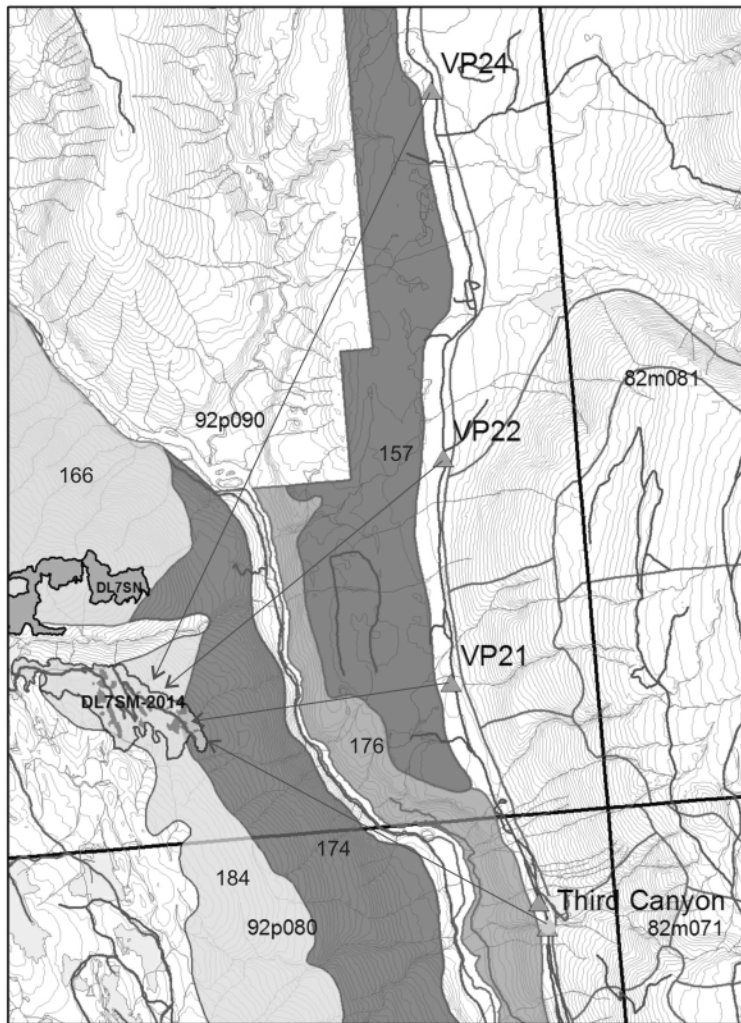 VP24
82m081
92p090
VP22
157
166
DL7SN
VP21
DL7SM-2014
176
174
184
Third Canyon
92p080
82m071